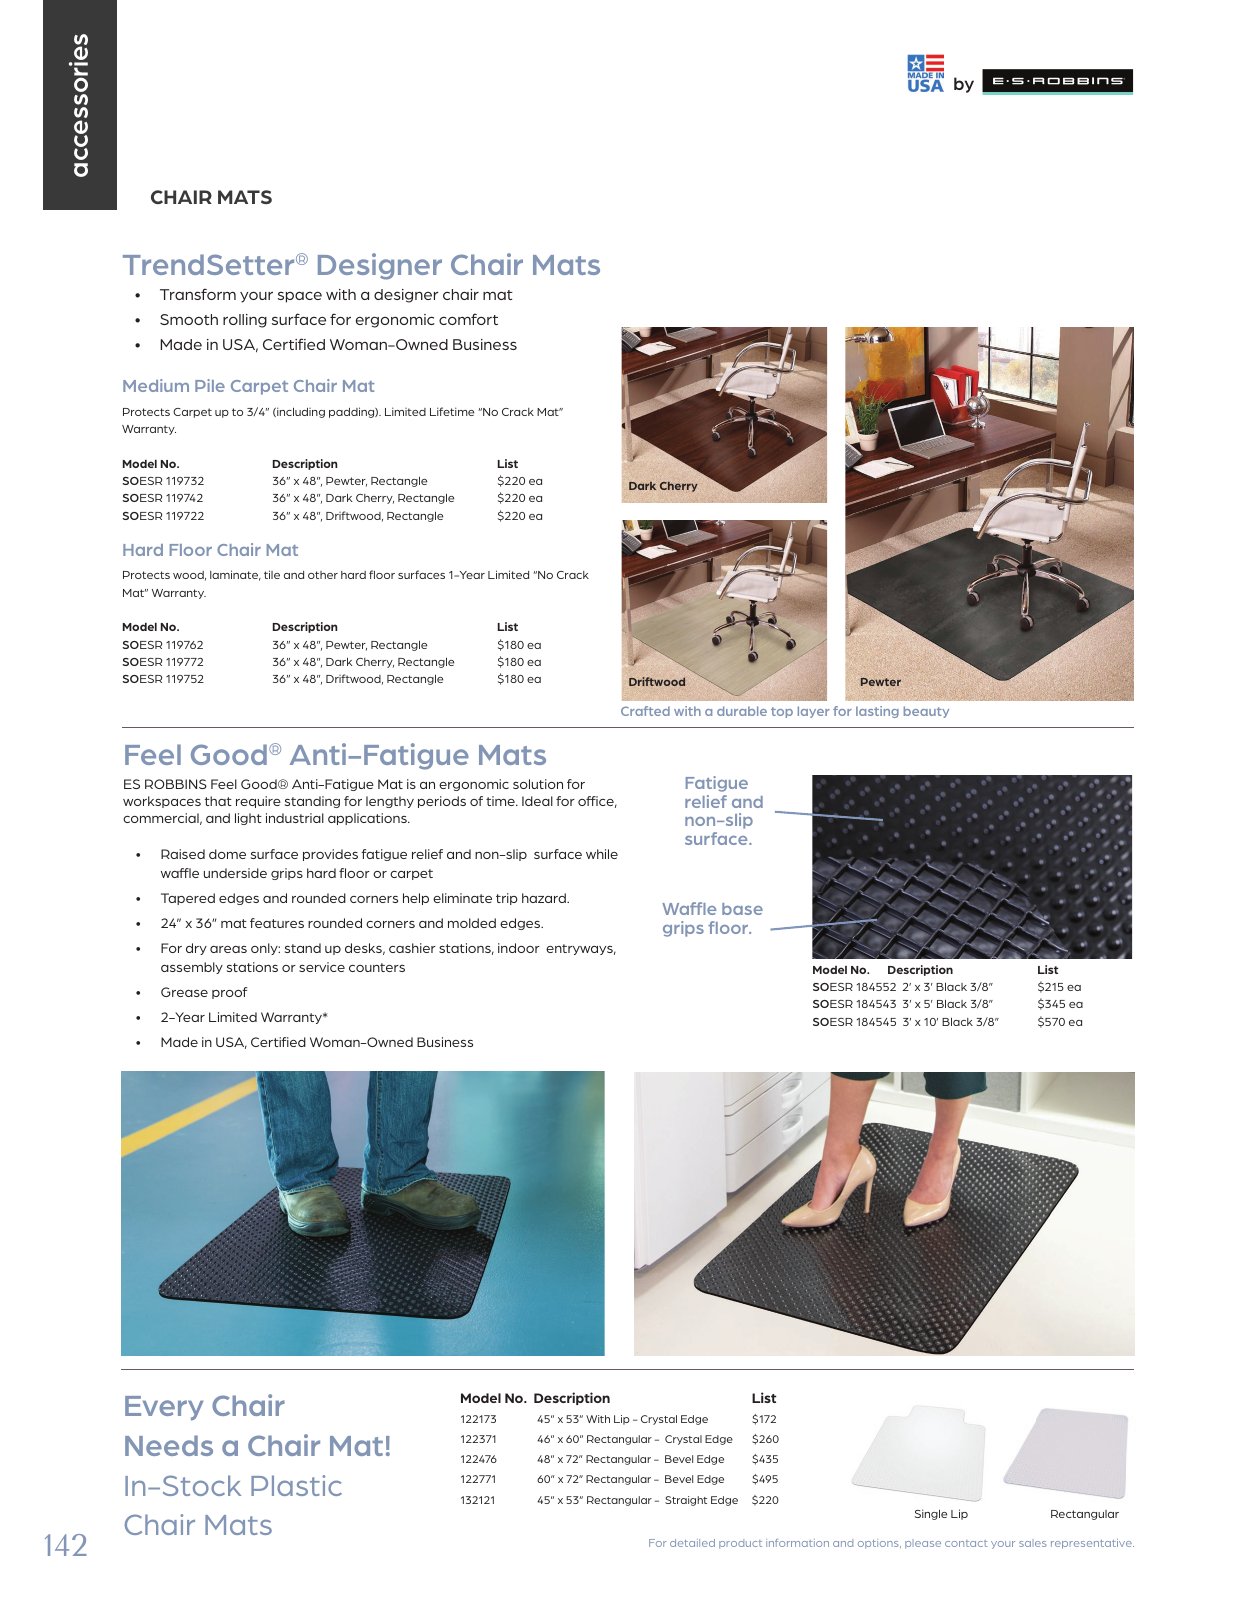 accessories
MADE IN
USA by E·S·ROBBINS
CHAIR MATS
TrendSetter® Designer Chair Mats
• Transform your space with a designer chair mat
• Smooth rolling surface for ergonomic comfort
• Made in USA, Certified Woman-Owned Business
Medium Pile Carpet Chair Mat
Protects Carpet up to 3/4” (including padding). Limited Lifetime “No Crack Mat”
Warranty.
Model No. Description List
SOESR 119732 36” x 48”, Pewter, Rectangle $220 ea
SOESR 119742 36” x 48”, Dark Cherry, Rectangle $220 ea
SOESR 119722 36” x 48”, Driftwood, Rectangle $220 ea
Hard Floor Chair Mat
Protects wood, laminate, tile and other hard floor surfaces 1-Year Limited “No Crack
Mat” Warranty.
Model No. Description List
SOESR 119762 36” x 48”, Pewter, Rectangle $180 ea
SOESR 119772 36” x 48”, Dark Cherry, Rectangle $180 ea
SOESR 119752 36” x 48”, Driftwood, Rectangle $180 ea
Dark Cherry
Driftwood
Pewter
Crafted with a durable top layer for lasting beauty
Feel Good® Anti-Fatigue Mats
ES ROBBINS Feel Good® Anti-Fatigue Mat is an ergonomic solution for
workspaces that require standing for lengthy periods of time. Ideal for office,
commercial, and light industrial applications.
• Raised dome surface provides fatigue relief and non-slip surface while
waffle underside grips hard floor or carpet
• Tapered edges and rounded corners help eliminate trip hazard.
• 24” x 36” mat features rounded corners and molded edges.
• For dry areas only: stand up desks, cashier stations, indoor entryways,
assembly stations or service counters
• Grease proof
• 2-Year Limited Warranty*
• Made in USA, Certified Woman-Owned Business
Fatigue
relief and
non-slip
surface.
Waffle base
grips floor.
Model No. Description List
SOESR 184552 2’ x 3’ Black 3/8” $215 ea
SOESR 184543 3’ x 5’ Black 3/8” $345 ea
SOESR 184545 3’ x 10’ Black 3/8” $570 ea
Every Chair
Needs a Chair Mat!
In-Stock Plastic
Chair Mats
Model No. Description List
122173 45” x 53” With Lip - Crystal Edge $172
122371 46” x 60” Rectangular - Crystal Edge $260
122476 48” x 72” Rectangular - Bevel Edge $435
122771 60” x 72” Rectangular - Bevel Edge $495
132121 45” x 53” Rectangular - Straight Edge $220
Single Lip
Rectangular
For detailed product information and options, please contact your sales representative.
142